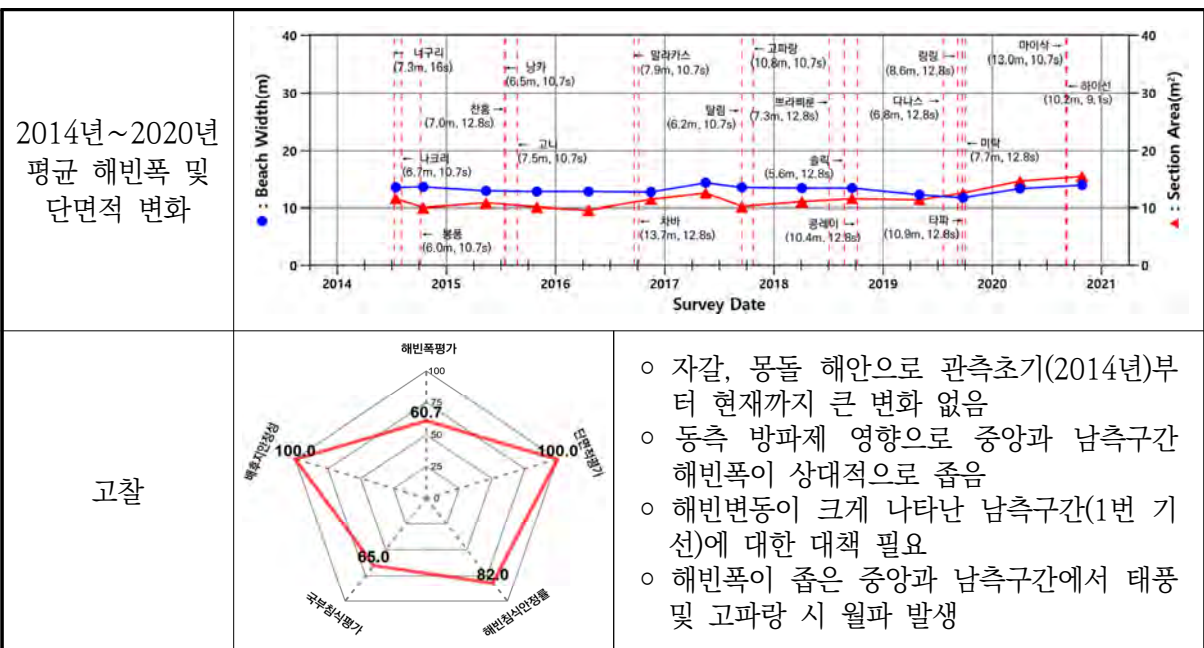 2014년~2020년
평균 해빈폭 및
단면적 변화
● : Beach Width(m)
▲ : Section Area(m²)
40
30
20
10
0
40
30
20
10
0
← 너구리
(7.3m, 16s)
← 나크리
(6.7m, 10.7s)
← 봉퐁
(6.0m, 10.7s)
찬홈 →
(7.0m, 12.8s)
← 낭카
(6.5m, 10.7s)
← 고니
(7.5m, 10.7s)
← 말라카스
(7.9m, 10.7s)
← 차바
(13.7m, 12.8s)
탈림 →
(6.2m, 10.7s)
← 고파랑
(10.8m, 10.7s)
쁘라삐룬 →
(7.3m, 12.8s)
솔릭 →
(5.6m, 12.8s)
콩레이 →
(10.4m, 12.8s)
링링 →
(8.6m, 12.8s)
다나스 →
(6.8m, 12.8s)
타파 →
(10.9m, 12.8s)
← 미탁
(7.7m, 12.8s)
마이삭 →
(13.0m, 10.7s)
← 하이선
(10.2m, 9.1s)
2014 2015 2016 2017 2018 2019 2020 2021
Survey Date
고찰
해빈폭평가
단면적평가
해빈침식안정률
국부침식평가
배후지안정성
100
75
50
25
0
60.7
100.0
82.0
65.0
100.0
○ 자갈, 몽돌 해안으로 관측초기(2014년)부
터 현재까지 큰 변화 없음
○ 동측 방파제 영향으로 중앙과 남측구간
해빈폭이 상대적으로 좁음
○ 해빈변동이 크게 나타난 남측구간(1번 기
선)에 대한 대책 필요
○ 해빈폭이 좁은 중앙과 남측구간에서 태풍
및 고파랑 시 월파 발생